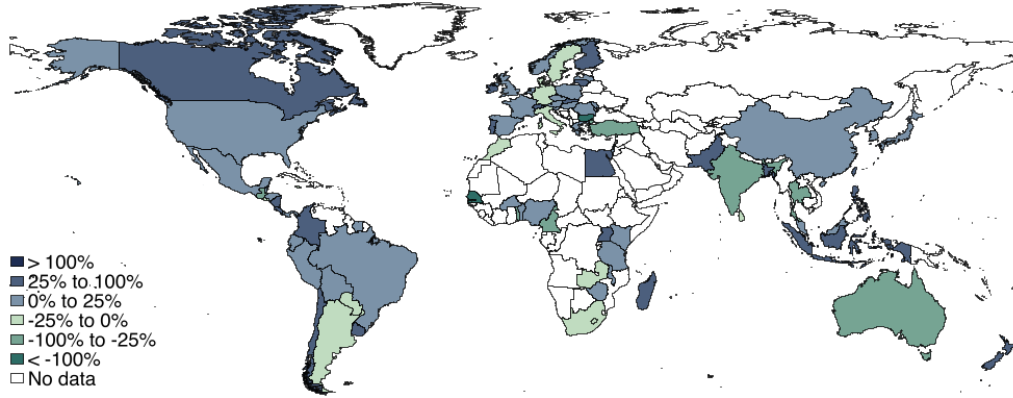 > 100%
25% to 100%
0% to 25%
-25% to 0%
-100% to -25%
< -100%
No data